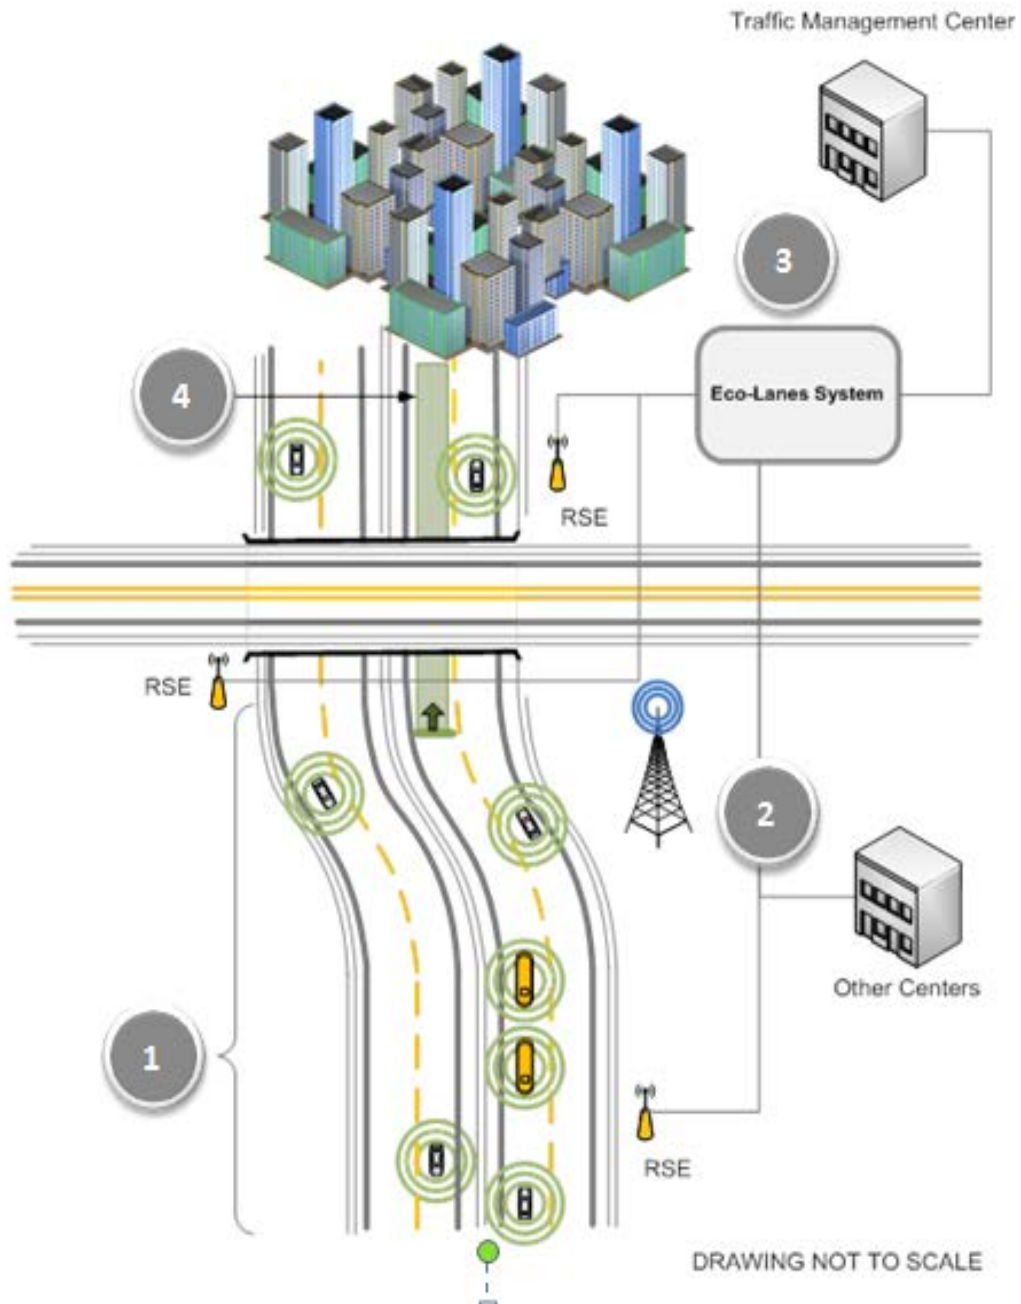 Traffic Management Center
3
4
Eco-Lanes System
RSE
RSE
2
Other Centers
1
RSE
DRAWING NOT TO SCALE